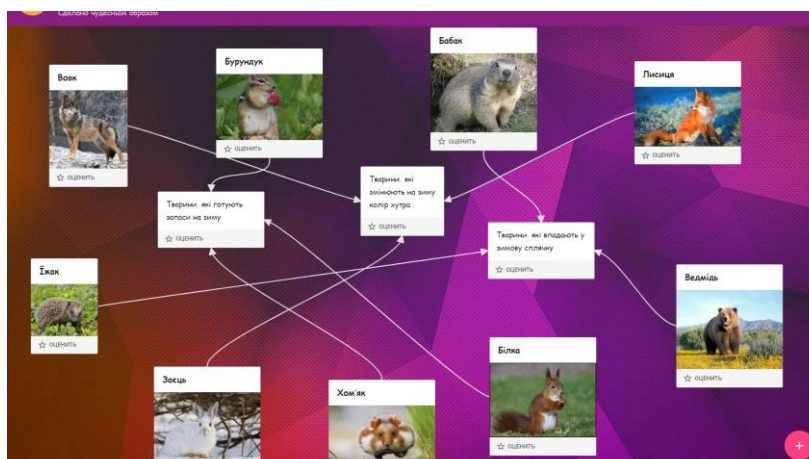 Сделано чудесным образом
Бабак
Бурундук
Лисиця
Вовк
☆ ОЦЕНИТЬ
☆ ОЦЕНИТЬ
☆ ОЦЕНИТЬ
☆ ОЦЕНИТЬ
Тварини, які
змінюють на зиму
колір хутра
☆ ОЦЕНИТЬ
Тварини, які готують
запаси на зиму
☆ ОЦЕНИТЬ
Тварини, які впадають у
зимову сплячку
☆ ОЦЕНИТЬ
Їжак
☆ ОЦЕНИТЬ
Ведмідь
☆ ОЦЕНИТЬ
Білка
☆ ОЦЕНИТЬ
Заєць
Хом'як